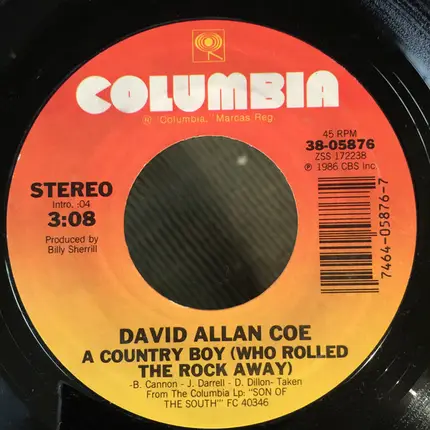 COLUMBIA
® "Columbia," Marcas Reg.
45 RPM
38-05876
ZSS 172238
℗ 1986 CBS Inc.
STEREO
Intro. :04
3:08
Produced by
Billy Sherrill
7464-05876-7
DAVID ALLAN COE
A COUNTRY BOY (WHO ROLLED
THE ROCK AWAY)
-B. Cannon - J. Darrell - D. Dillon- Taken
From The Columbia Lp: "SON OF
THE SOUTH"' FC 40346